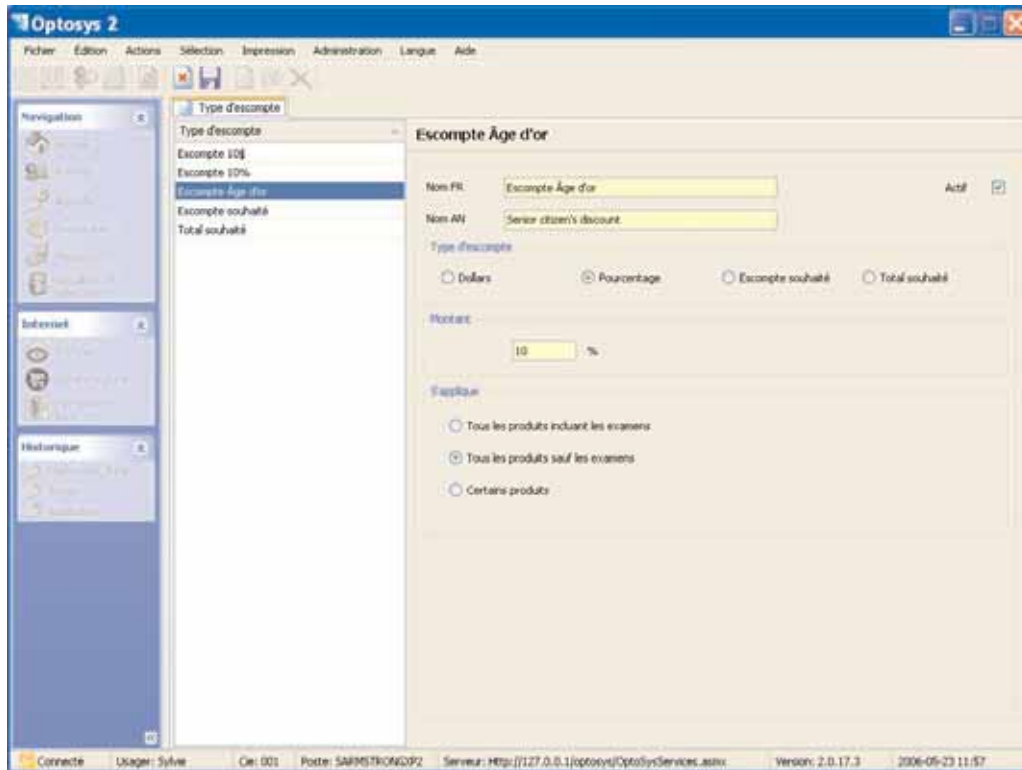 Optosys 2
Fichier Édition Actions Sélection Impression Administration Langue Aide
Navigation
Internet
Historique
Type d'escompte
Type d'escompte
Escompte 10$
Escompte 10%
Escompte Âge d'or
Escompte souhaité
Total souhaité
Escompte Âge d'or
Nom FR Escompte Âge d'or Actif
Nom AN Senior citizen's discount
Type d'escompte
Dollars Pourcentage Escompte souhaité Total souhaité
Montant
10 %
S'applique
Tous les produits incluant les examens
Tous les produits sauf les examens
Certains produits
Connecté Usager: Sylvie Cie: 001 Poste: SARMSTRONGXP2 Serveur: Http://127.0.0.1/optosys/OptoSysServices.asmx Version: 2.0.17.3 2006-05-23 11:57